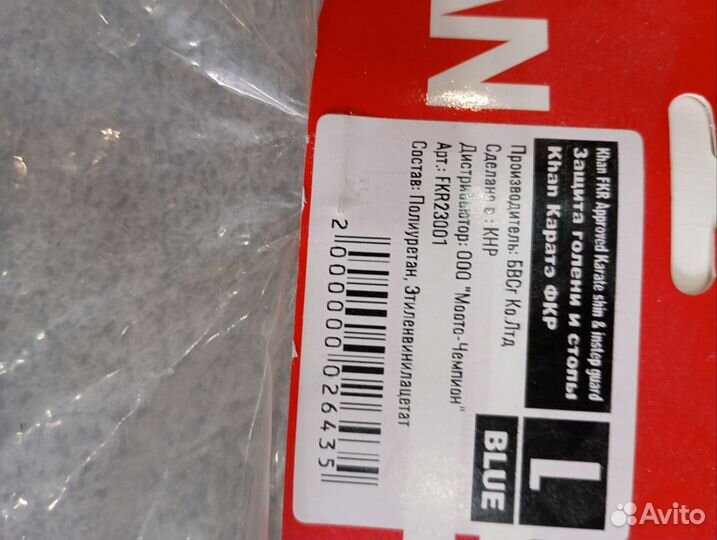 W
Khan FKR Approved Karate shin & instep guard
Защита голени и стопы
Khan Каратэ ФКР
L
BLUE
Производитель: БВСг Ко.Лтд
Сделано в : КНР
Дистрибьютор: ООО "Моото-Чемпион"
Арт.: FKR23001
Состав: Полиуретан, Этиленвинилацетат
2000000026435
Avito